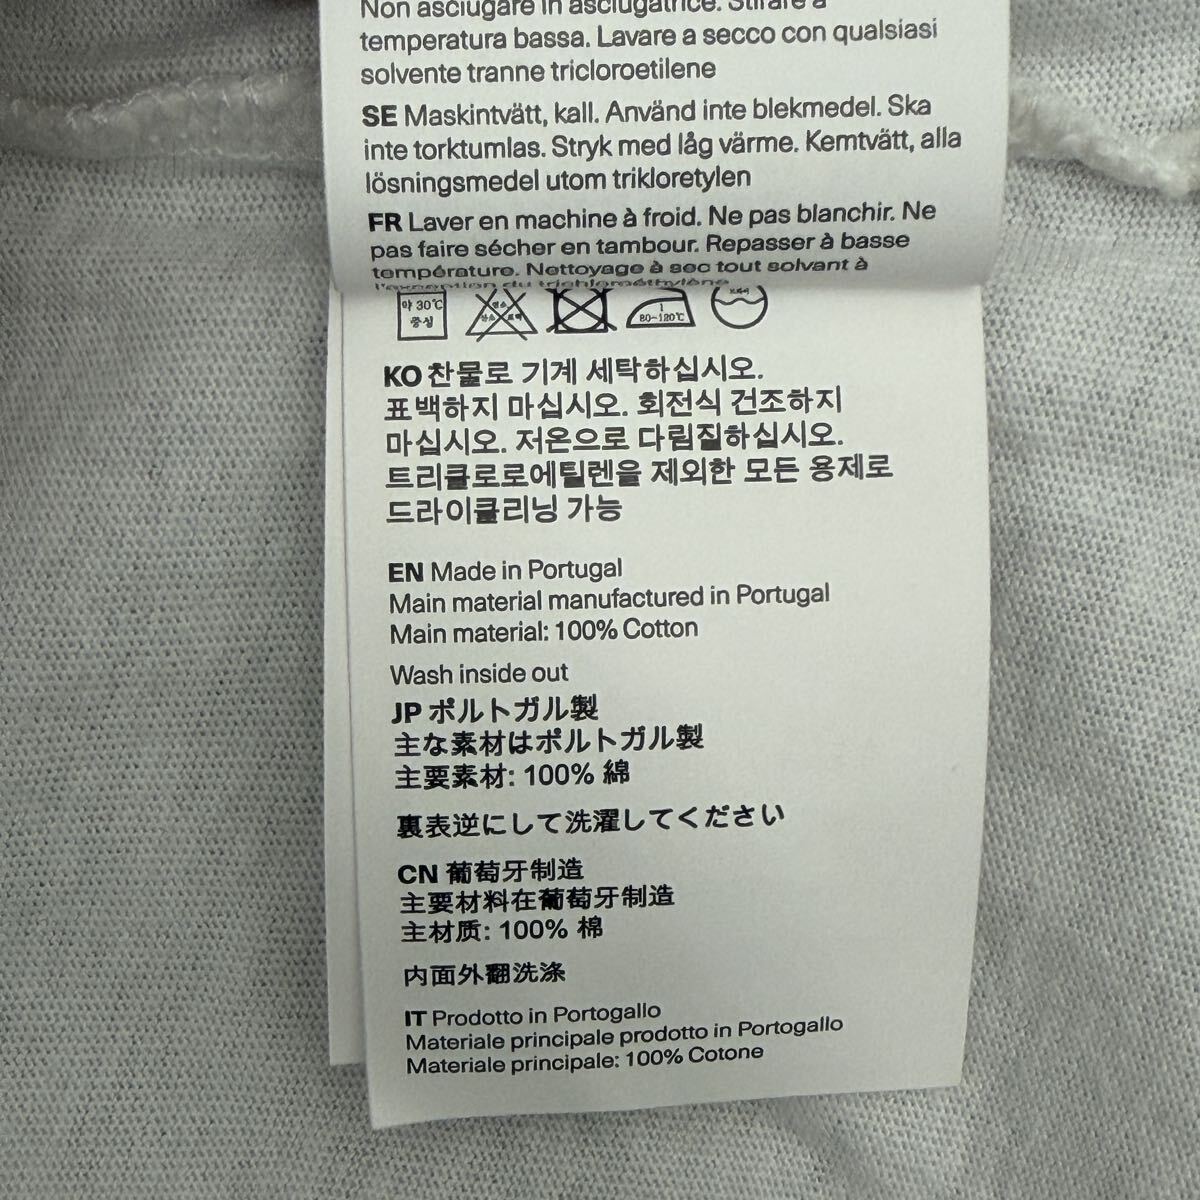 Non asciugare in asciugatrice. Stirare a
temperatura bassa. Lavare a secco con qualsiasi
solvente tranne tricloroetilene
SE Maskintvätt, kall. Använd inte blekmedel. Ska
inte torktumlas. Stryk med låg värme. Kemtvätt, alla
lösningsmedel utom trikloretylen
FR Laver en machine à froid. Ne pas blanchir. Ne
pas faire sécher en tambour. Repasser à basse
température. Nettoyage à sec tout solvant à
l'exception du trichlorométhylène
약 30℃
중성
80~120℃
KO 찬물로 기계 세탁하십시오.
표백하지 마십시오. 회전식 건조하지
마십시오. 저온으로 다림질하십시오.
트리클로로에틸렌을 제외한 모든 용제로
드라이클리닝 가능
EN Made in Portugal
Main material manufactured in Portugal
Main material: 100% Cotton
Wash inside out
JP ポルトガル製
主な素材はポルトガル製
主要素材: 100% 綿
裏表逆にして洗濯してください
CN 葡萄牙制造
主要材料在葡萄牙制造
主材质: 100% 棉
内面外翻洗涤
IT Prodotto in Portogallo
Materiale principale prodotto in Portogallo
Materiale principale: 100% Cotone